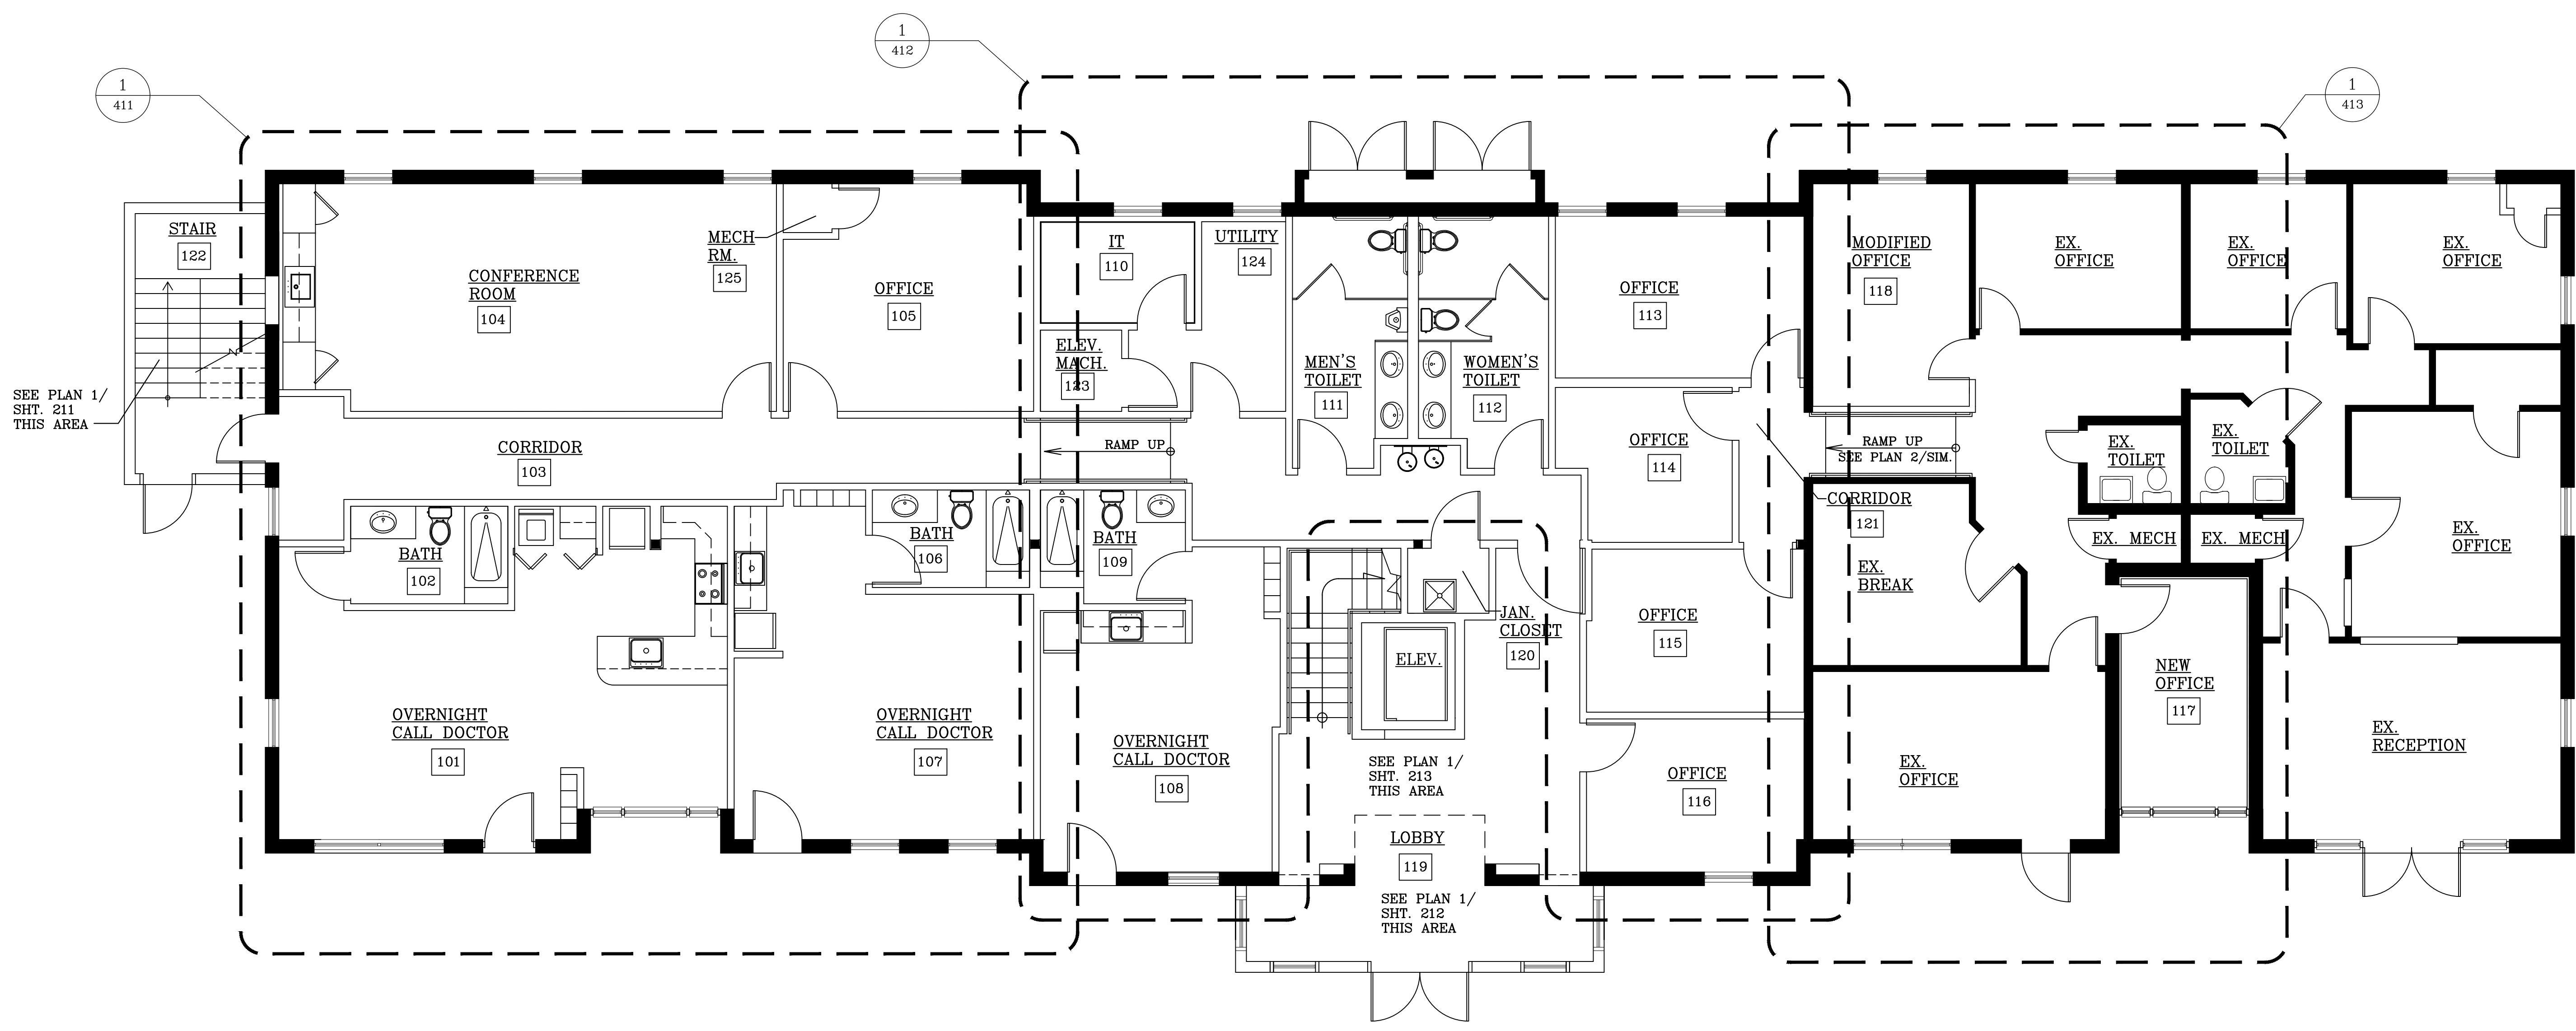 1
412
1
411
1
413
STAIR
122
MECH
RM.
125
CONFERENCE
ROOM
104
OFFICE
105
IT
110
UTILITY
124
ELEV.
MACH.
123
MEN'S
TOILET
111
WOMEN'S
TOILET
112
OFFICE
113
MODIFIED
OFFICE
118
EX.
OFFICE
EX.
OFFICE
EX.
OFFICE
SEE PLAN 1/
SHT. 211
THIS AREA
CORRIDOR
103
RAMP UP
OFFICE
114
RAMP UP
SEE PLAN 2/SIM.
EX.
TOILET
EX.
TOILET
CORRIDOR
121
BATH
102
BATH
106
BATH
109
EX. MECH
EX. MECH
EX.
OFFICE
EX.
BREAK
JAN.
CLOSET
120
ELEV.
OFFICE
115
NEW
OFFICE
117
OVERNIGHT
CALL DOCTOR
101
OVERNIGHT
CALL DOCTOR
107
OVERNIGHT
CALL DOCTOR
108
SEE PLAN 1/
SHT. 213
THIS AREA
OFFICE
116
EX.
OFFICE
EX.
RECEPTION
LOBBY
119
SEE PLAN 1/
SHT. 212
THIS AREA